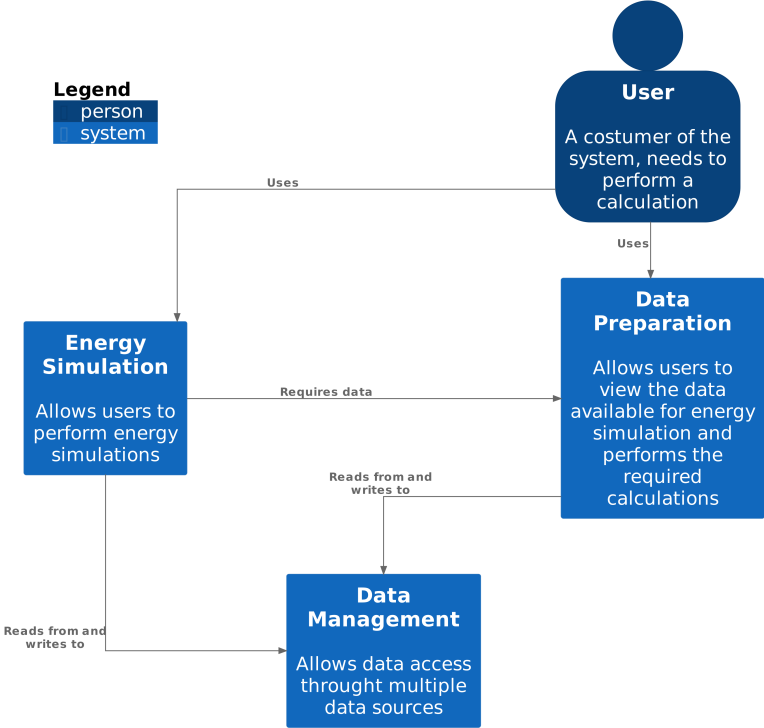 Legend
person
system
User
A costumer of the
system, needs to
perform a
calculation
Uses
Uses
Data
Preparation
Allows users to
view the data
available for energy
simulation and
performs the
required
calculations
Energy
Simulation
Allows users to
perform energy
simulations
Requires data
Reads from and
writes to
Reads from and
writes to
Data
Management
Allows data access
throught multiple
data sources